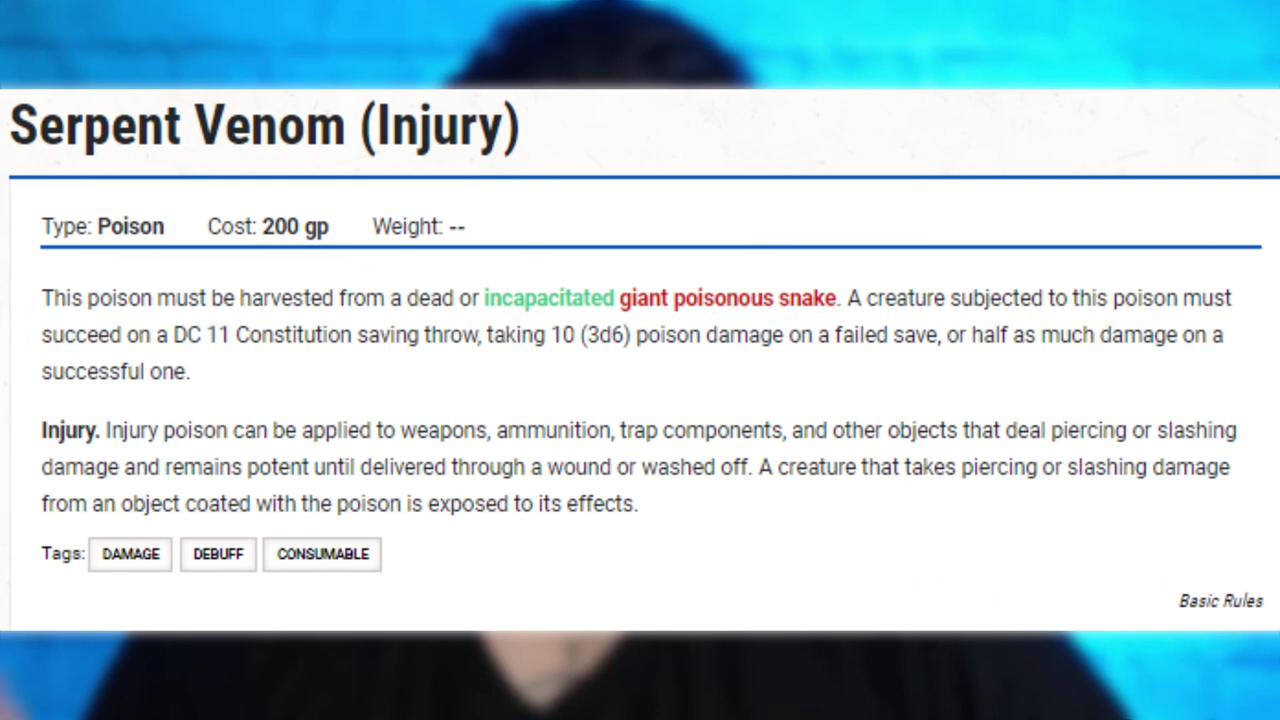 Serpent Venom (Injury)
Type: Poison Cost: 200 gp Weight: --
This poison must be harvested from a dead or incapacitated giant poisonous snake. A creature subjected to this poison must
succeed on a DC 11 Constitution saving throw, taking 10 (3d6) poison damage on a failed save, or half as much damage on a
successful one.
Injury. Injury poison can be applied to weapons, ammunition, trap components, and other objects that deal piercing or slashing
damage and remains potent until delivered through a wound or washed off. A creature that takes piercing or slashing damage
from an object coated with the poison is exposed to its effects.
Tags: DAMAGE DEBUFF CONSUMABLE
Basic Rules